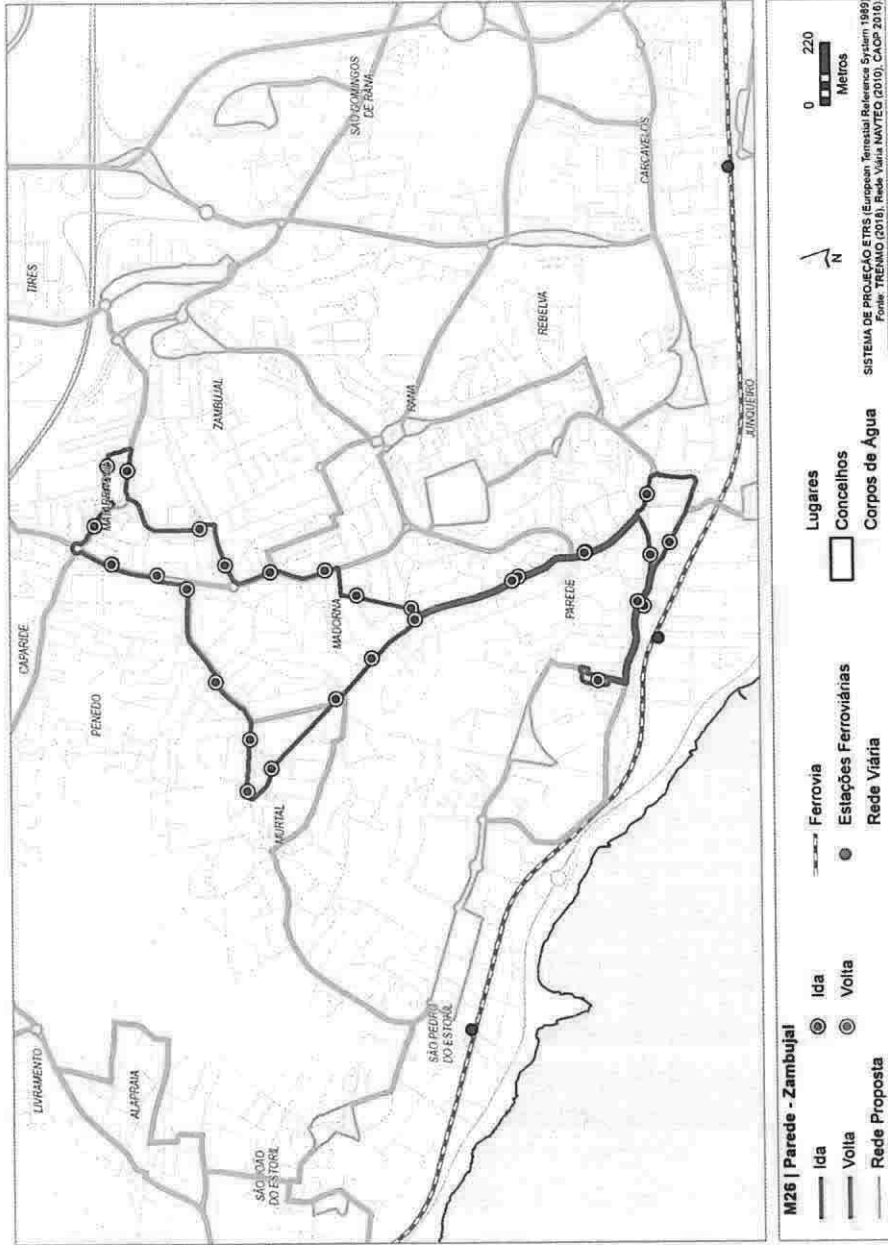 LIVRAMENTO
ALAPRAIA
SÃO JOÃO
DO ESTORIL
SÃO PEDRO
DO ESTORIL
CAPARIDE
PENEDO
MURTAL
MADORNA
PAREDE
TIRES
ZAMBUJAL
RANA
REBELVA
SÃO DOMINGOS
DE RANA
CARCAVELOS
JUNQUEIRO
M26 | Parede - Zambujal
Ida
Volta
Rede Proposta
Ida
Volta
Ferrovia
Estações Ferroviárias
Rede Viária
Lugares
Concelhos
Corpos de Água
N
0 220
Metros
SISTEMA DE PROJEÇÃO ETRS (European Terrestrial Reference System 1989)
Fonte: TRENMO (2018), Rede Viária NAVTEQ (2010), CAOP 2016)